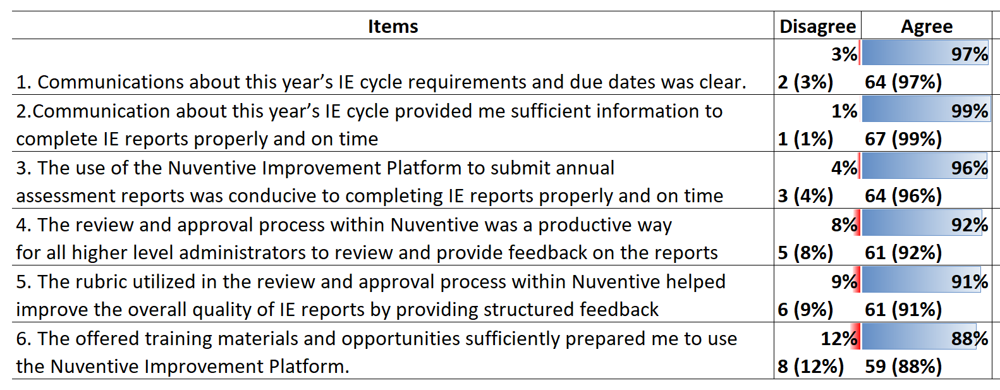 Items Disagree Agree
3% 97%
1. Communications about this year’s IE cycle requirements and due dates was clear. 2 (3%) 64 (97%)
2.Communication about this year’s IE cycle provided me sufficient information to 1% 99%
complete IE reports properly and on time 1 (1%) 67 (99%)
3. The use of the Nuventive Improvement Platform to submit annual 4% 96%
assessment reports was conducive to completing IE reports properly and on time 3 (4%) 64 (96%)
4. The review and approval process within Nuventive was a productive way 8% 92%
for all higher level administrators to review and provide feedback on the reports 5 (8%) 61 (92%)
5. The rubric utilized in the review and approval process within Nuventive helped 9% 91%
improve the overall quality of IE reports by providing structured feedback 6 (9%) 61 (91%)
6. The offered training materials and opportunities sufficiently prepared me to use 12% 88%
the Nuventive Improvement Platform. 8 (12%) 59 (88%)